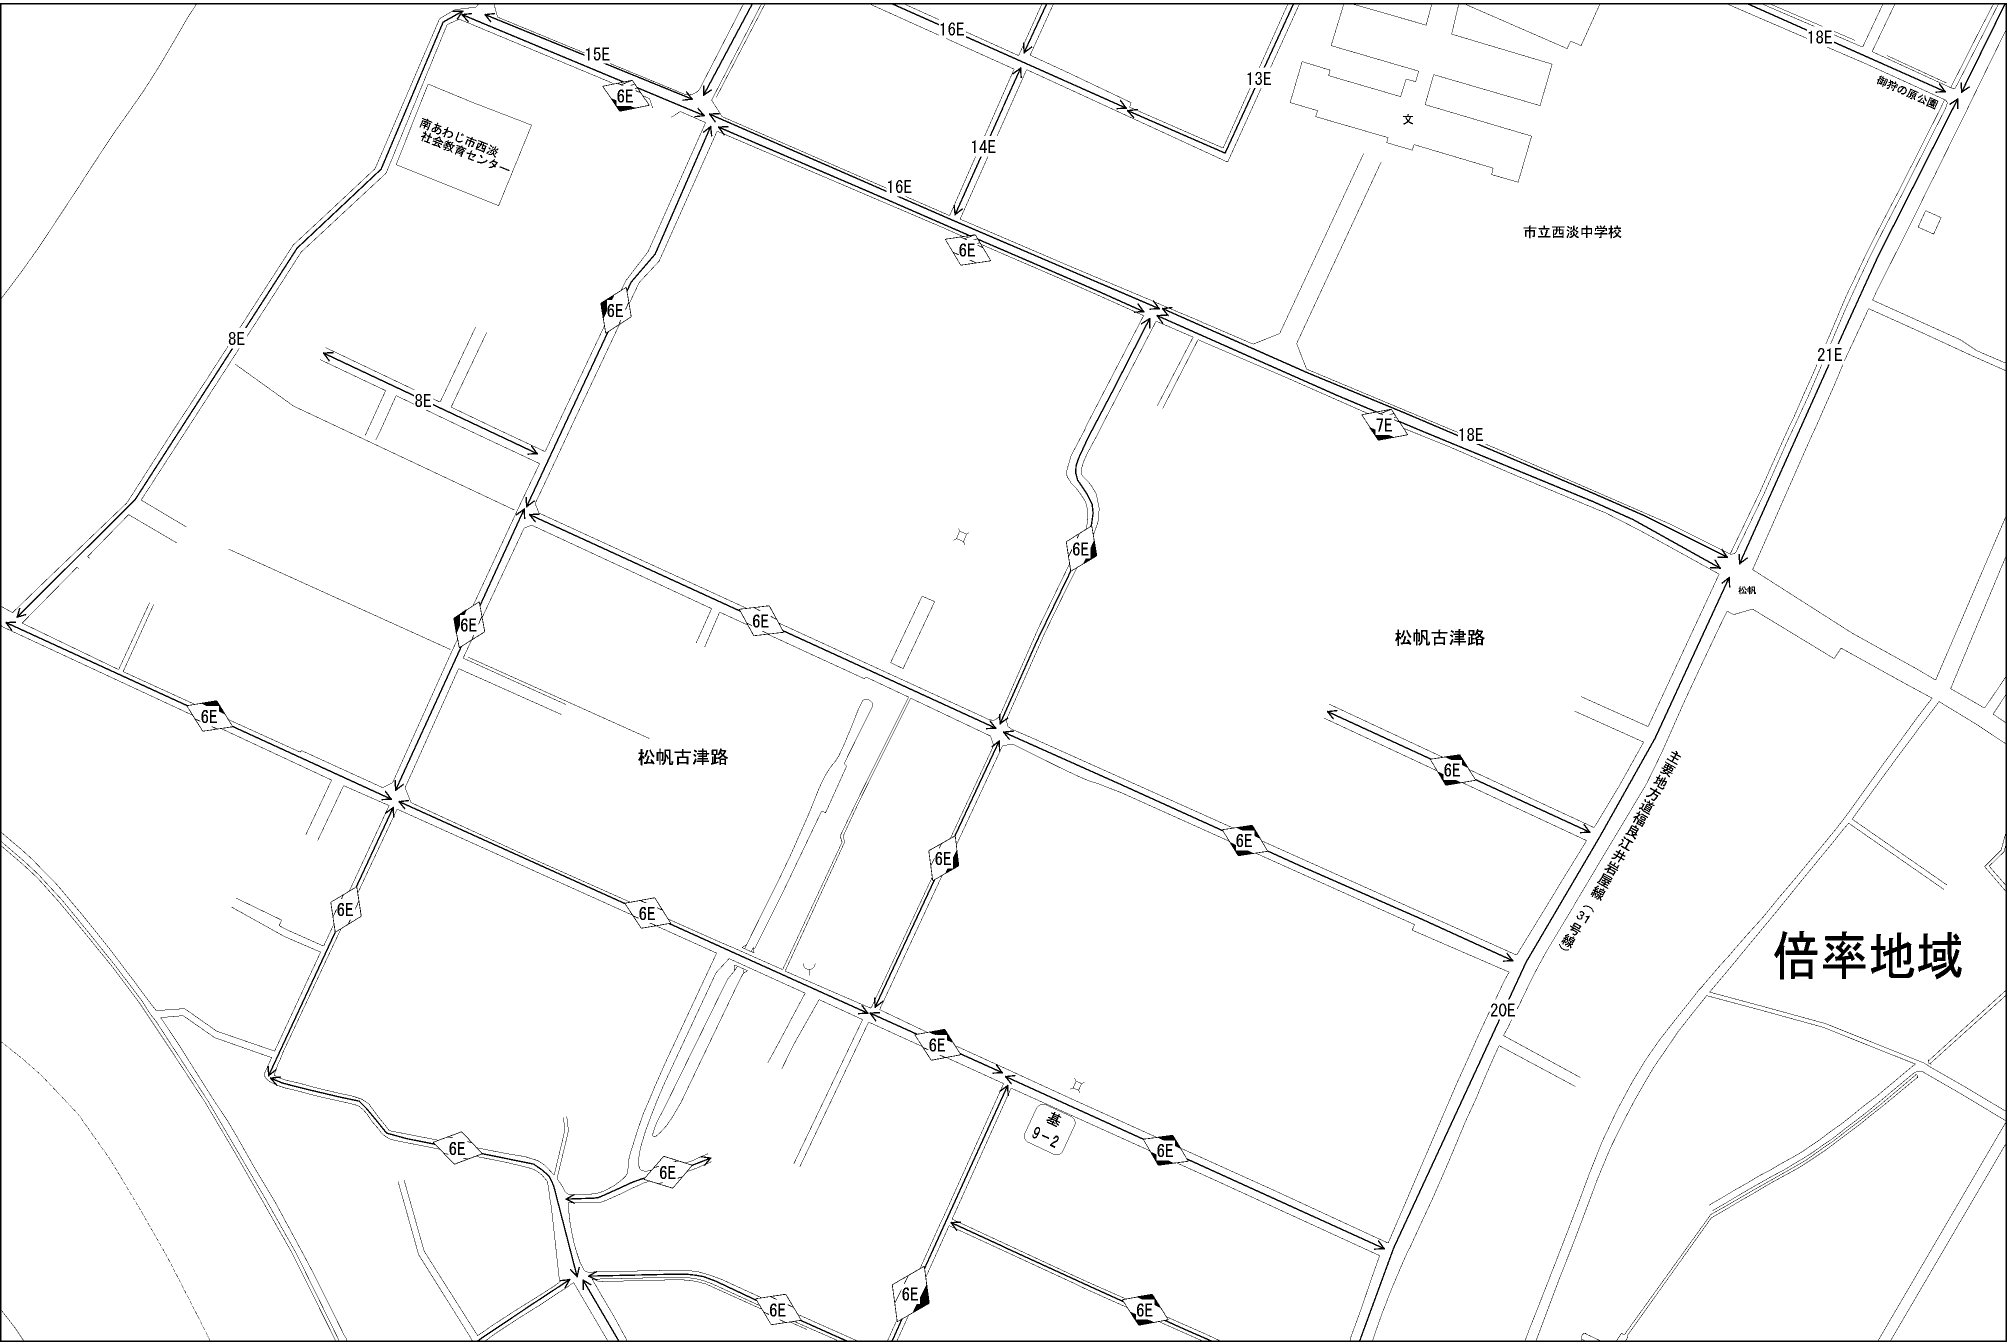 16E
18E
15E
13E
6E
御狩の原公園
文
南あわじ市西淡
社会教育センター
14E
16E
市立西淡中学校
6E
6E
8E
21E
8E
7E
18E
6E
松帆
6E
6E
松帆古津路
6E
松帆古津路
6E
主要地方道福良江井岩屋線(31号線)
6E
6E
6E
6E
倍率地域
20E
6E
基
9-2
6E
6E
6E
6E
6E
6E